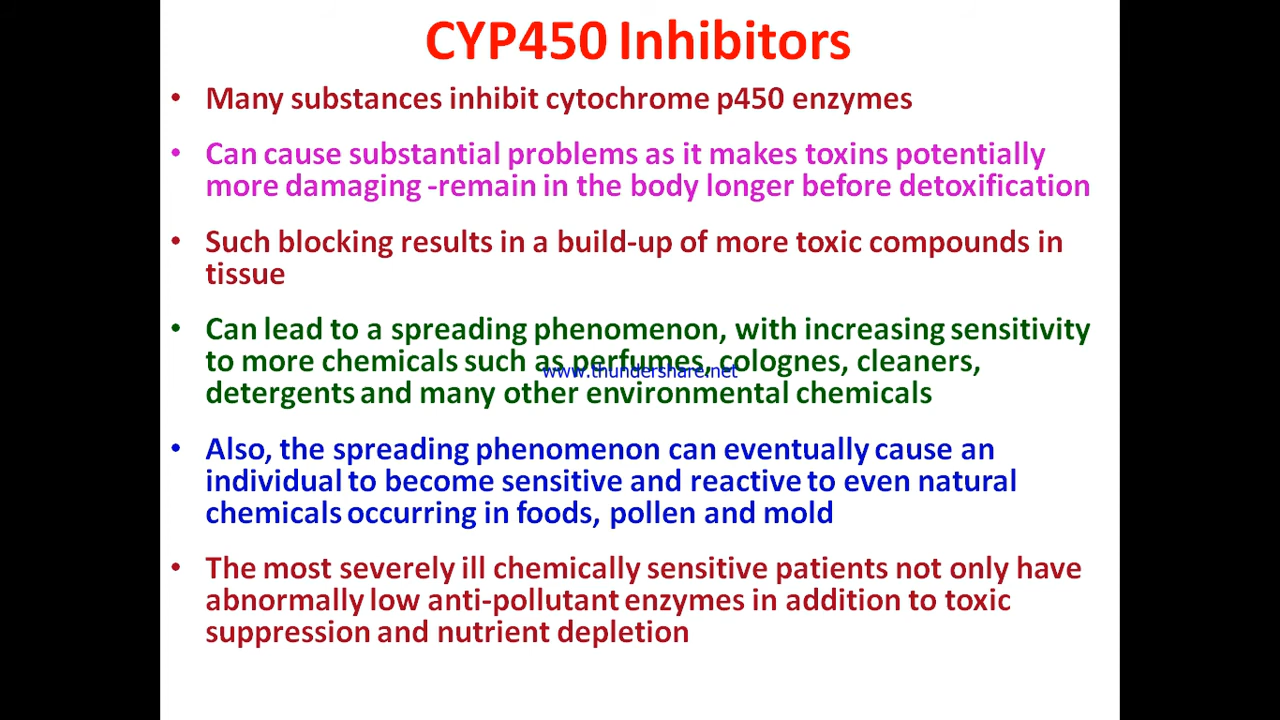 CYP450 Inhibitors
• Many substances inhibit cytochrome p450 enzymes
• Can cause substantial problems as it makes toxins potentially
more damaging -remain in the body longer before detoxification
• Such blocking results in a build-up of more toxic compounds in
tissue
• Can lead to a spreading phenomenon, with increasing sensitivity
to more chemicals such as perfumes, colognes, cleaners,
www.thundershare.net
detergents and many other environmental chemicals
• Also, the spreading phenomenon can eventually cause an
individual to become sensitive and reactive to even natural
chemicals occurring in foods, pollen and mold
• The most severely ill chemically sensitive patients not only have
abnormally low anti-pollutant enzymes in addition to toxic
suppression and nutrient depletion